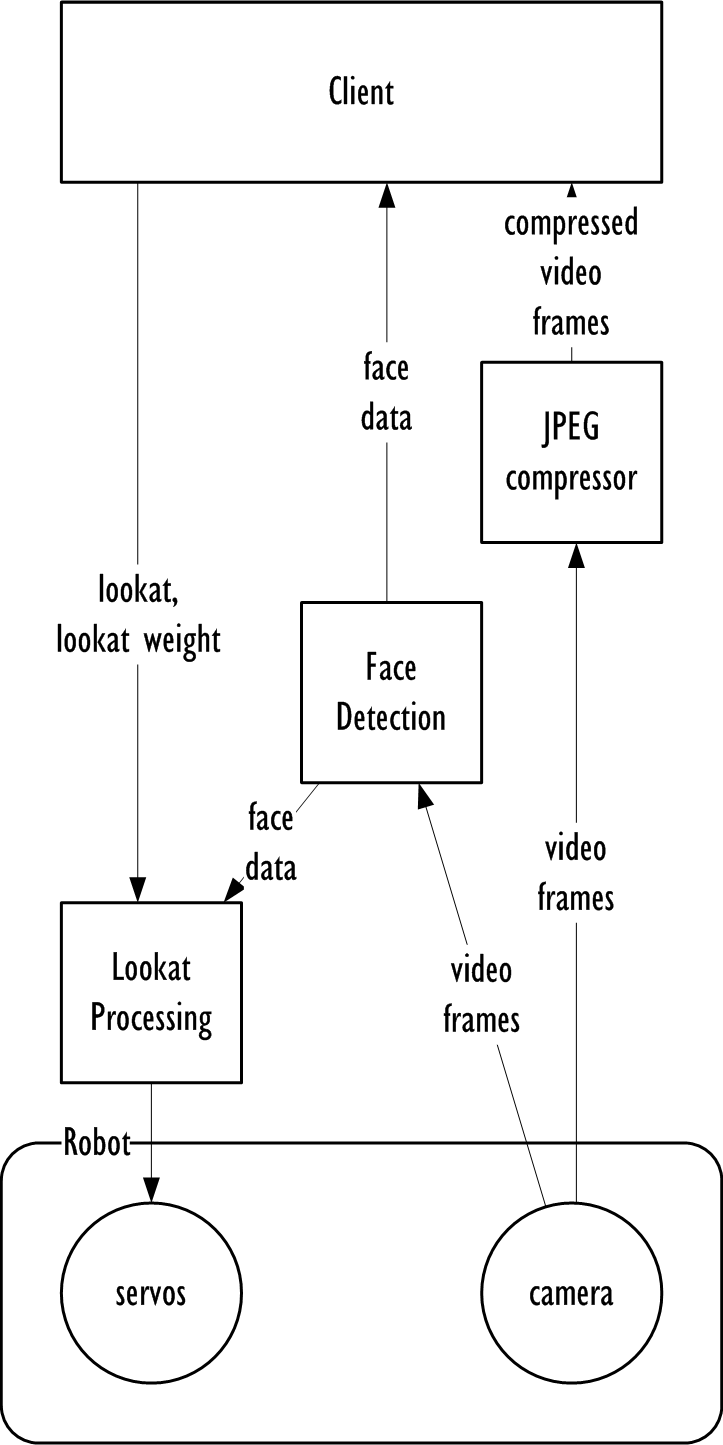 Client
compressed
video
frames
face
data
JPEG
compressor
lookat,
lookat weight
Face
Detection
face
data
video
frames
Lookat
Processing
video
frames
Robot
servos
camera